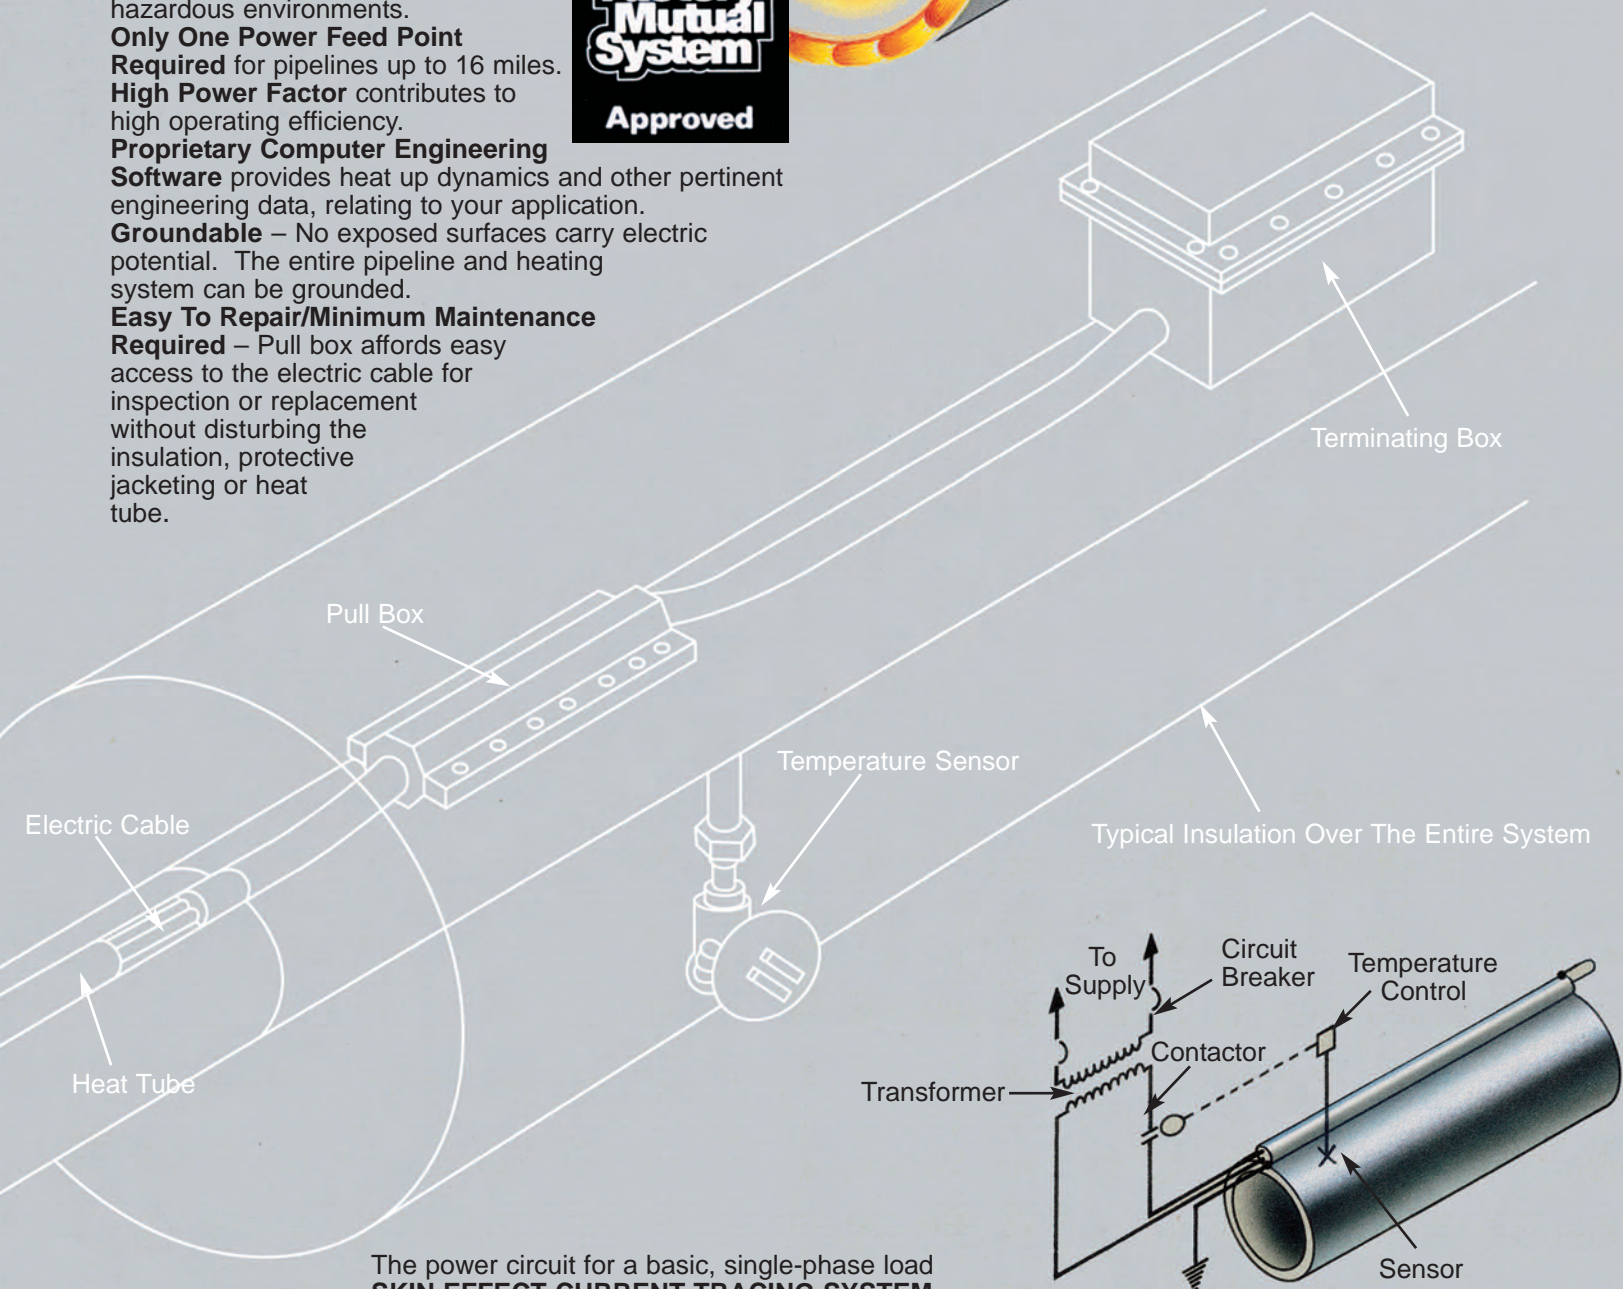 hazardous environments.
Only One Power Feed Point
Required for pipelines up to 16 miles.
High Power Factor contributes to
high operating efficiency.
Proprietary Computer Engineering
Software provides heat up dynamics and other pertinent
engineering data, relating to your application.
Groundable – No exposed surfaces carry electric
potential.  The entire pipeline and heating
system can be grounded.
Easy To Repair/Minimum Maintenance
Required – Pull box affords easy
access to the electric cable for
inspection or replacement
without disturbing the
insulation, protective
jacketing or heat
tube.
Factory
Mutual
System
Approved
Terminating Box
Pull Box
Temperature Sensor
Electric Cable
Typical Insulation Over The Entire System
Heat Tube
To
Supply
Circuit
Breaker
Temperature
Control
Contactor
Transformer
Sensor
The power circuit for a basic, single-phase load
SKIN EFFECT CURRENT TRACING SYSTEM